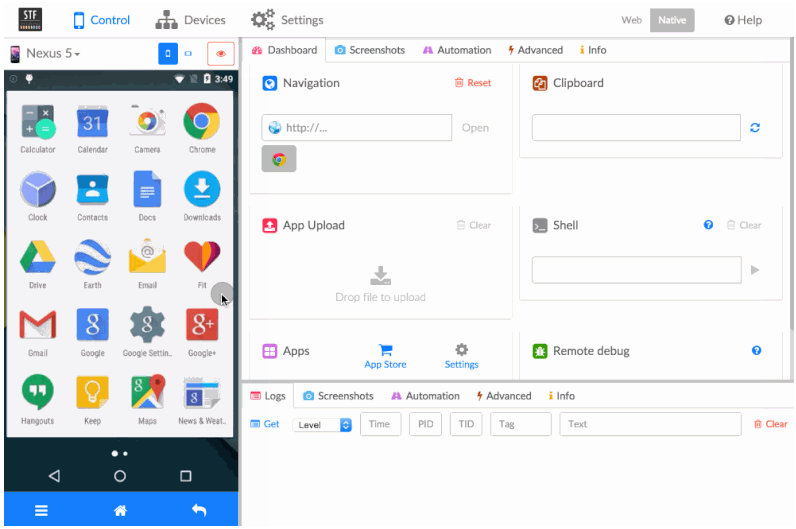 STF Control Devices Settings Web Native Help
Nexus 5
3:49
Calculator Calendar Camera Chrome
31
Clock Contacts Docs Downloads
Drive Earth Email Fit
Gmail Google Google Settin.. Google+
Hangouts Keep Maps News & Weat..
Dashboard Screenshots Automation Advanced Info
Navigation Reset
http://... Open
Clipboard
App Upload Clear
Drop file to upload
Shell Clear
Apps App Store Settings
Remote debug
Logs Screenshots Automation Advanced Info
Get Level Time PID TID Tag Text Clear